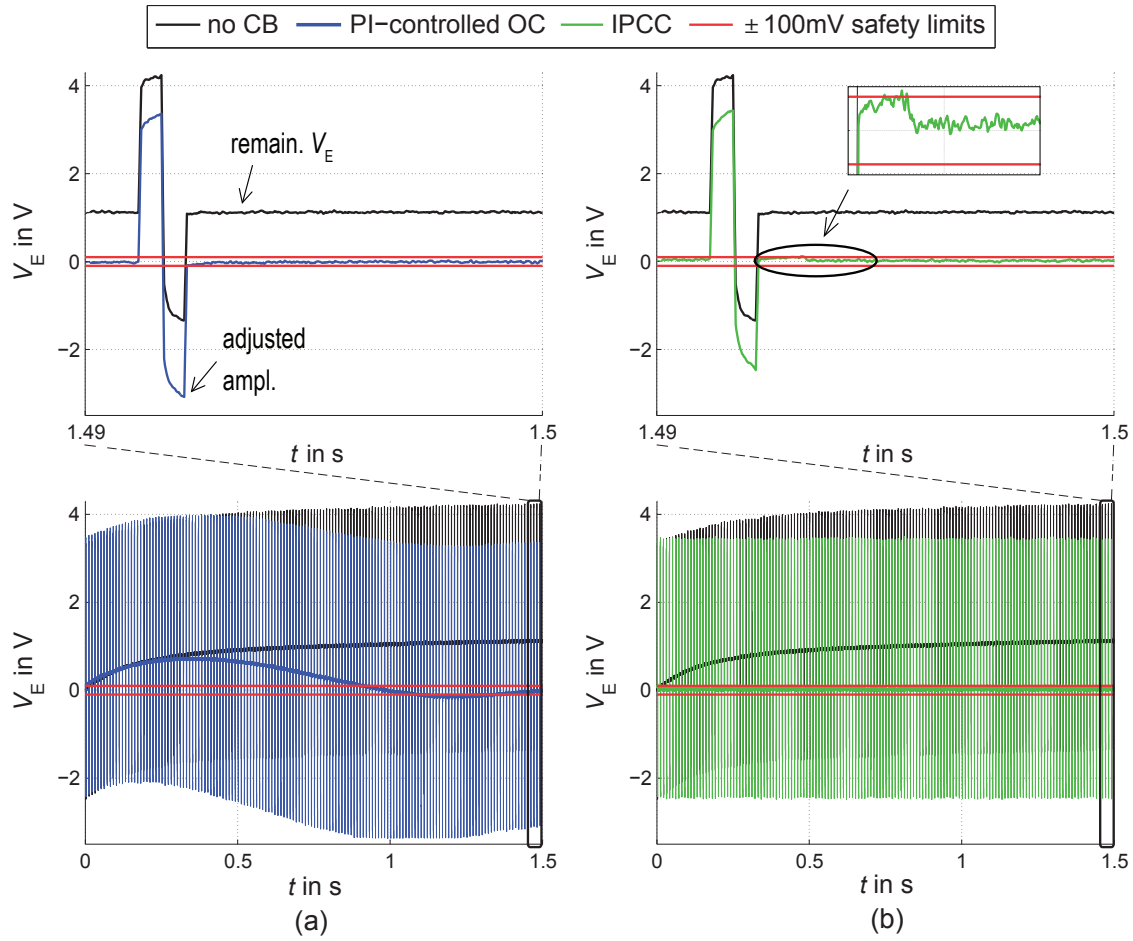 no CB PI−controlled OC IPCC ± 100mV safety limits
4
2
0
−2
V_E in V
remain. V_E
adjusted
ampl.
1.49 1.5
t in s
4
2
0
−2
V_E in V
1.49 1.5
t in s
4
2
0
−2
V_E in V
0 0.5 1 1.5
t in s
(a)
4
2
0
−2
V_E in V
0 0.5 1 1.5
t in s
(b)